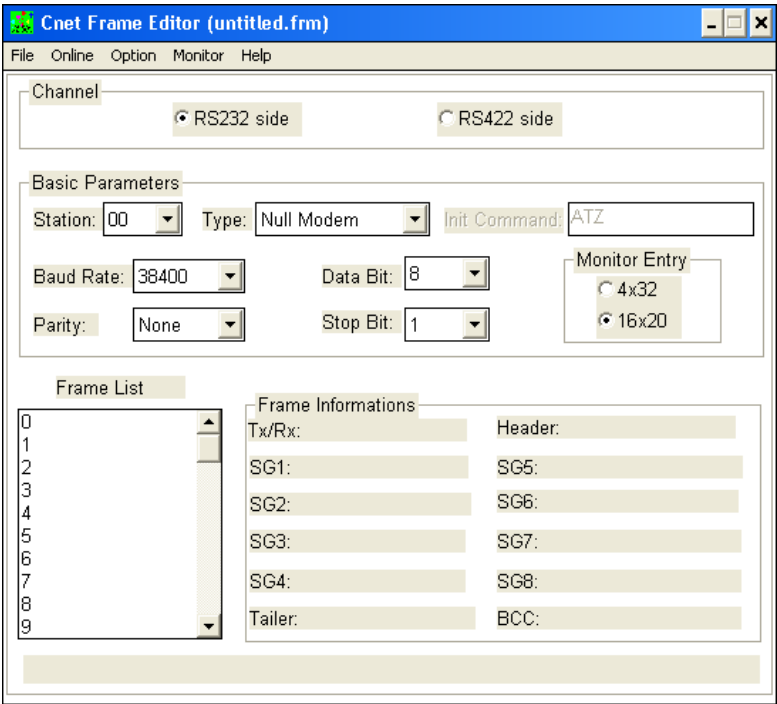 Cnet Frame Editor (untitled.frm)
File Online Option Monitor Help
Channel
RS232 side RS422 side
Basic Parameters
Station: 00 Type: Null Modem Init Command: ATZ
Baud Rate: 38400 Data Bit: 8 Monitor Entry
4x32
Parity: None Stop Bit: 1 16x20
Frame List
Frame Informations
0 Tx/Rx: Header:
1
2 SG1: SG5:
3
4 SG2: SG6:
5 SG3: SG7:
6
7 SG4: SG8:
8
9 Tailer: BCC: